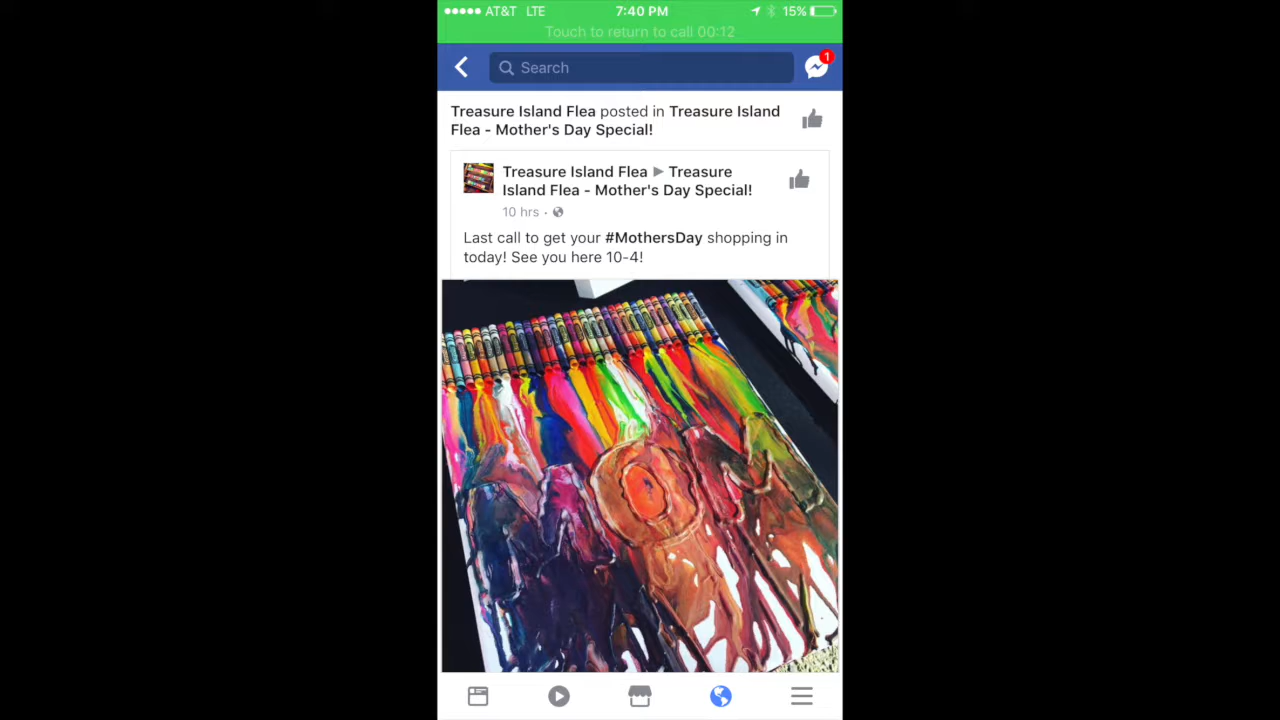 AT&T LTE 7:40 PM 15%
Touch to return to call 00:12
Search
1
Treasure Island Flea posted in Treasure Island
Flea - Mother's Day Special!
Treasure Island Flea ▶ Treasure
Island Flea - Mother's Day Special!
10 hrs ·
Last call to get your #MothersDay shopping in
today! See you here 10-4!
MOM